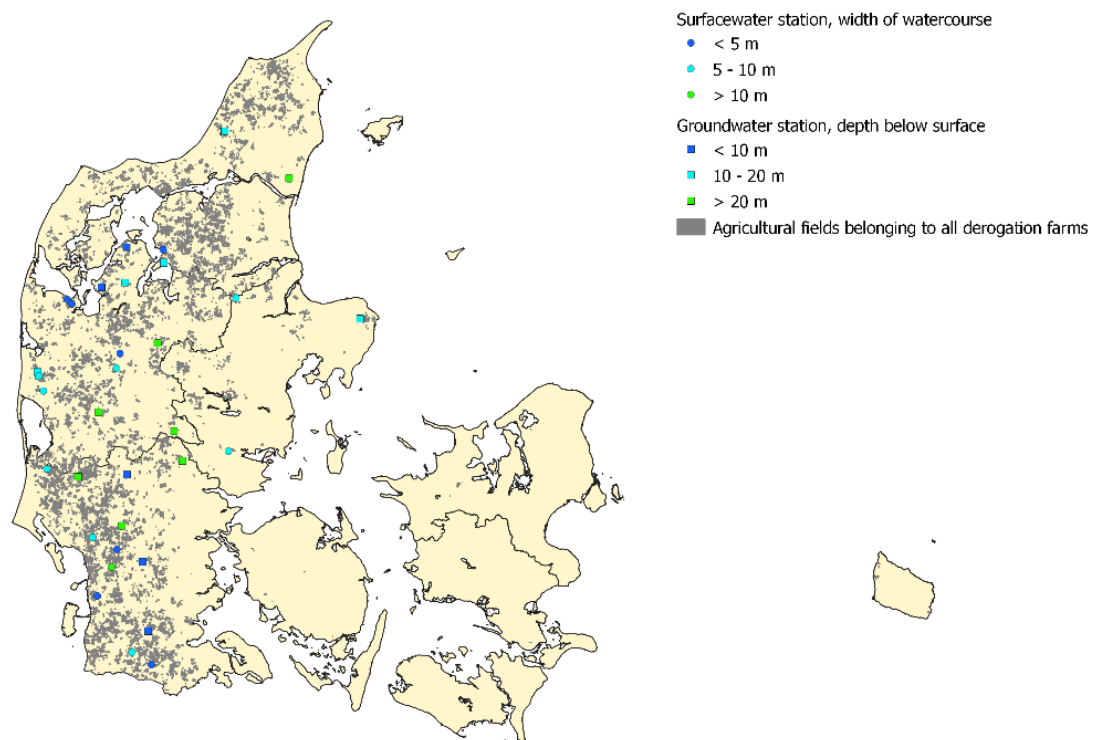 Surfacewater station, width of watercourse
< 5 m
5 - 10 m
> 10 m
Groundwater station, depth below surface
< 10 m
10 - 20 m
> 20 m
Agricultural fields belonging to all derogation farms